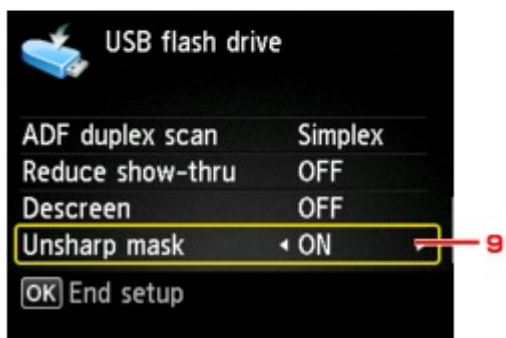 USB flash drive
ADF duplex scan Simplex
Reduce show-thru OFF
Descreen OFF
Unsharp mask ON 9
OK End setup